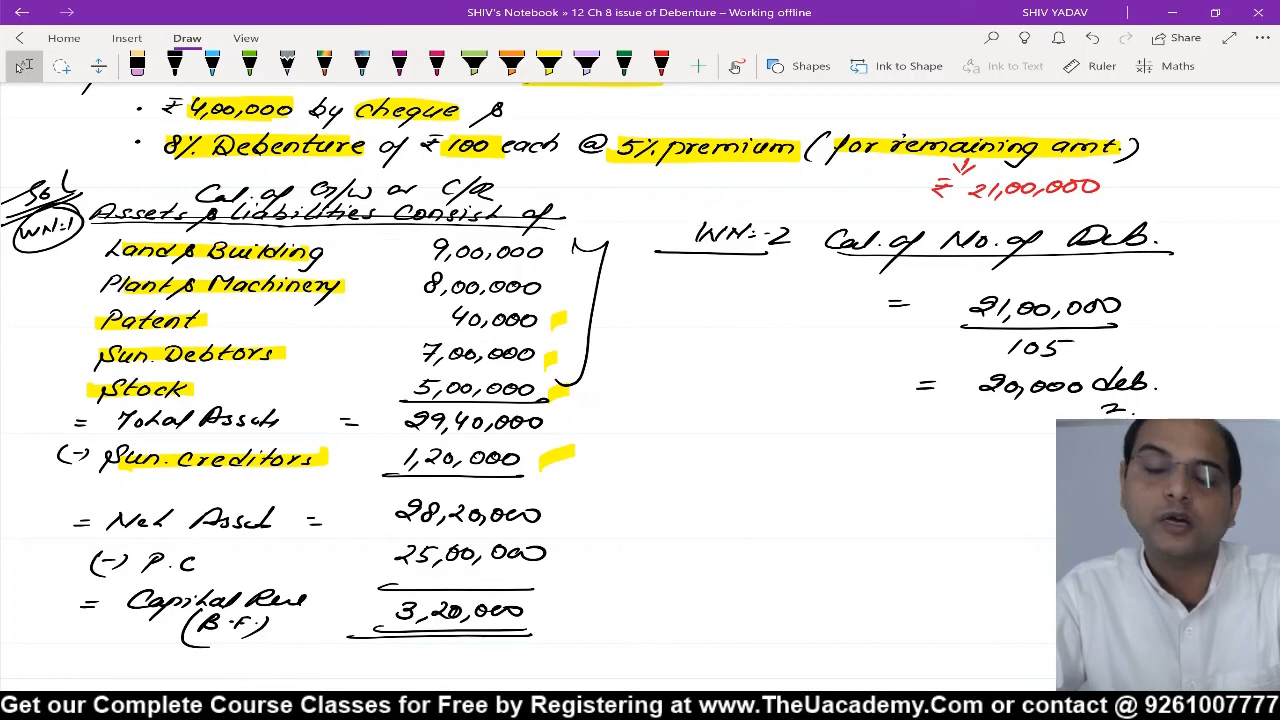 SHIV's Notebook » 12 Ch 8 issue of Debenture – Working offline
SHIV YADAV
Home Insert Draw View
Share
Shapes Ink to Shape Ink to Text Ruler Maths
• ₹ 4,00,000 by cheque &
• 8% Debenture of ₹ 100 each @ 5% premium (for remaining amt.)
₹ 21,00,000
Sol
Cal. of G/W or C/R
WN:1
Assets & liabilities Consist of
Land & Building 9,00,000
Plant & Machinery 8,00,000
Patent 40,000
Sun. Debtors 7,00,000
Stock 5,00,000
= Total Assets = 29,40,000
(-) Sun. Creditors 1,20,000
= Net Asset = 28,20,000
(-) P.C 25,00,000
= Capital Rese 3,20,000
(B.F.)
WN:-2 Cal. of No. of Deb.
= 21,00,000
105
= 20,000 deb.
Get our Complete Course Classes for Free by Registering at www.TheUacademy.Com or contact @ 9261007777